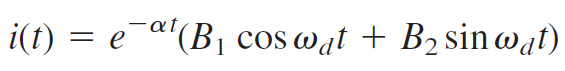 i(t) = e^{−αt}(B₁ cos ω_d t + B₂ sin ω_d t)